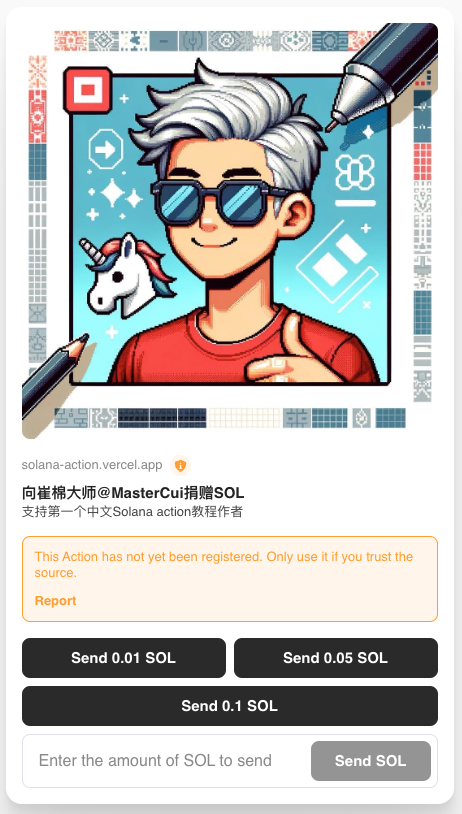 solana-action.vercel.app
向崔棉大师@MasterCui捐赠SOL
支持第一个中文Solana action教程作者
This Action has not yet been registered. Only use it if you trust the
source.
Report
Send 0.01 SOL
Send 0.05 SOL
Send 0.1 SOL
Enter the amount of SOL to send
Send SOL